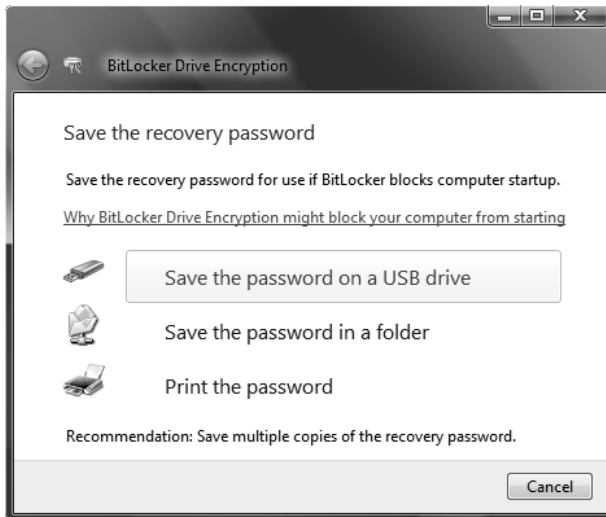 BitLocker Drive Encryption
Save the recovery password
Save the recovery password for use if BitLocker blocks computer startup.
Why BitLocker Drive Encryption might block your computer from starting
Save the password on a USB drive
Save the password in a folder
Print the password
Recommendation: Save multiple copies of the recovery password.
Cancel